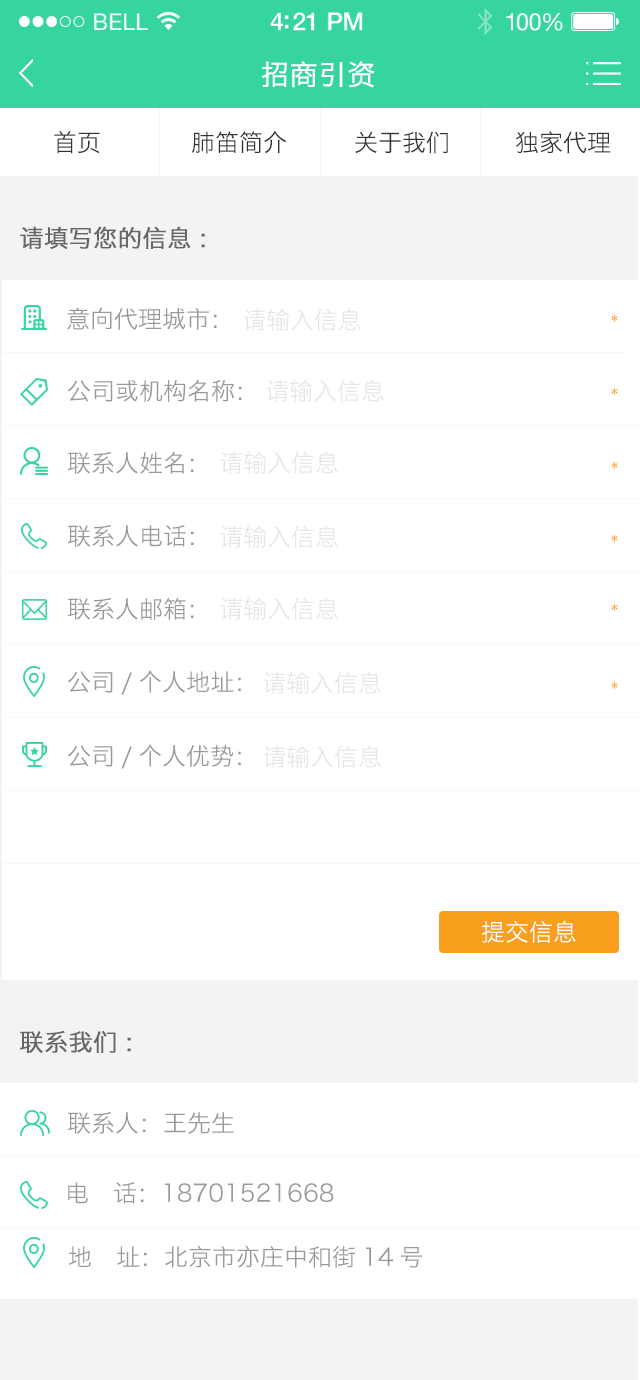 BELL 4:21 PM 100%
招商引资
首页 肺笛简介 关于我们 独家代理
请填写您的信息：
意向代理城市： 请输入信息 *
公司或机构名称： 请输入信息 *
联系人姓名： 请输入信息 *
联系人电话： 请输入信息 *
联系人邮箱： 请输入信息 *
公司 / 个人地址： 请输入信息 *
公司 / 个人优势： 请输入信息
提交信息
联系我们：
联系人：王先生
电 话：18701521668
地 址：北京市亦庄中和街 14 号